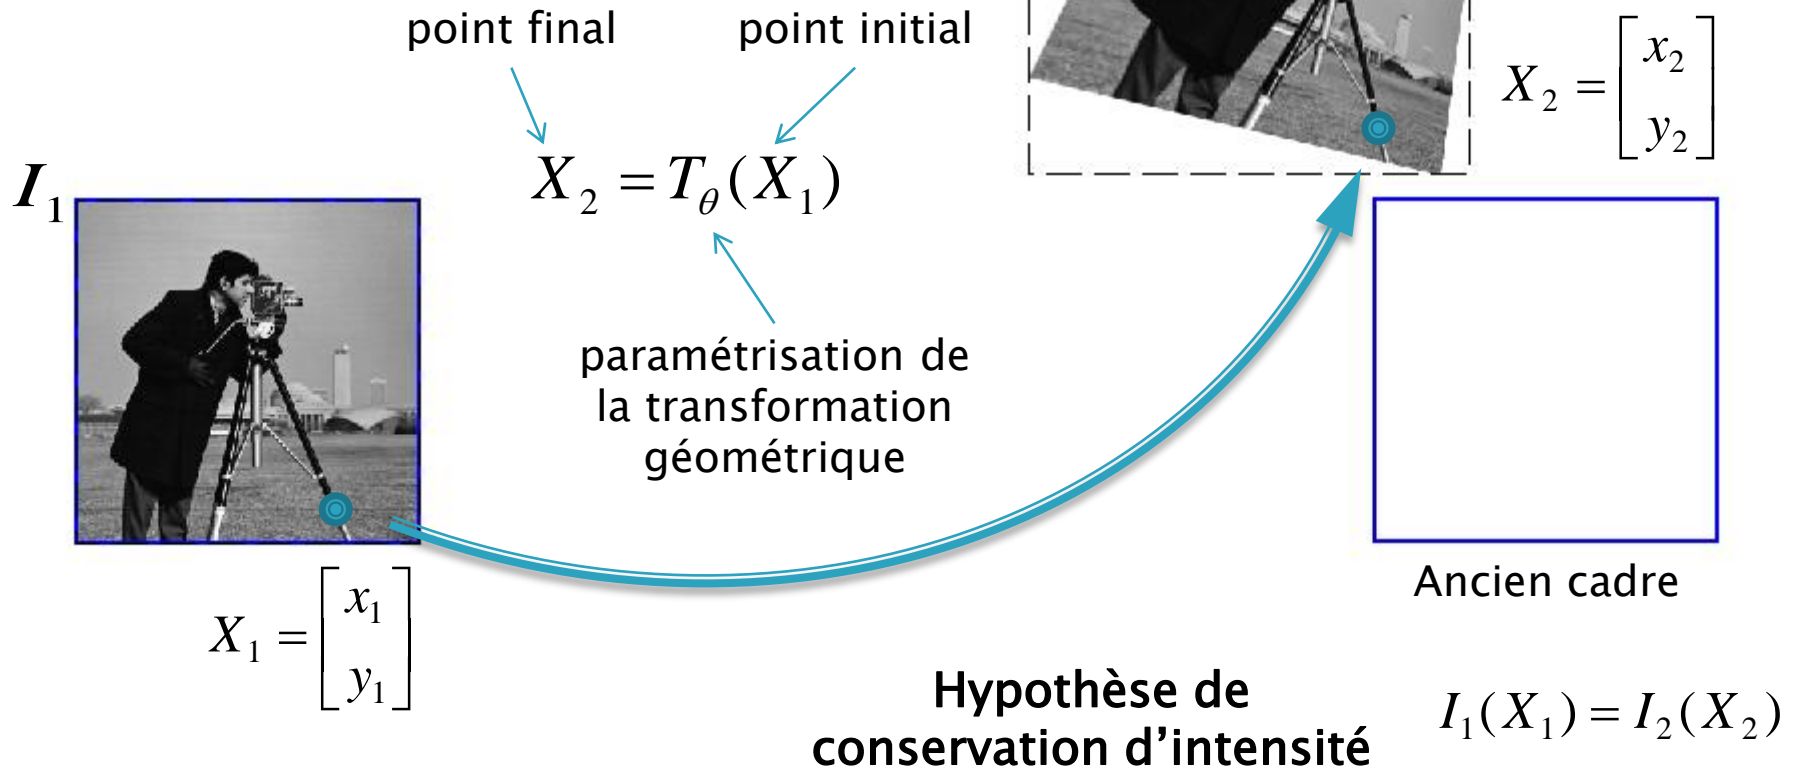 point final point initial
X₂ = [x₂ y₂]
X₂ = T_θ(X₁)
I₁
paramétrisation de
la transformation
géométrique
Ancien cadre
X₁ = [x₁ y₁]
Hypothèse de
conservation d’intensité
I₁(X₁) = I₂(X₂)